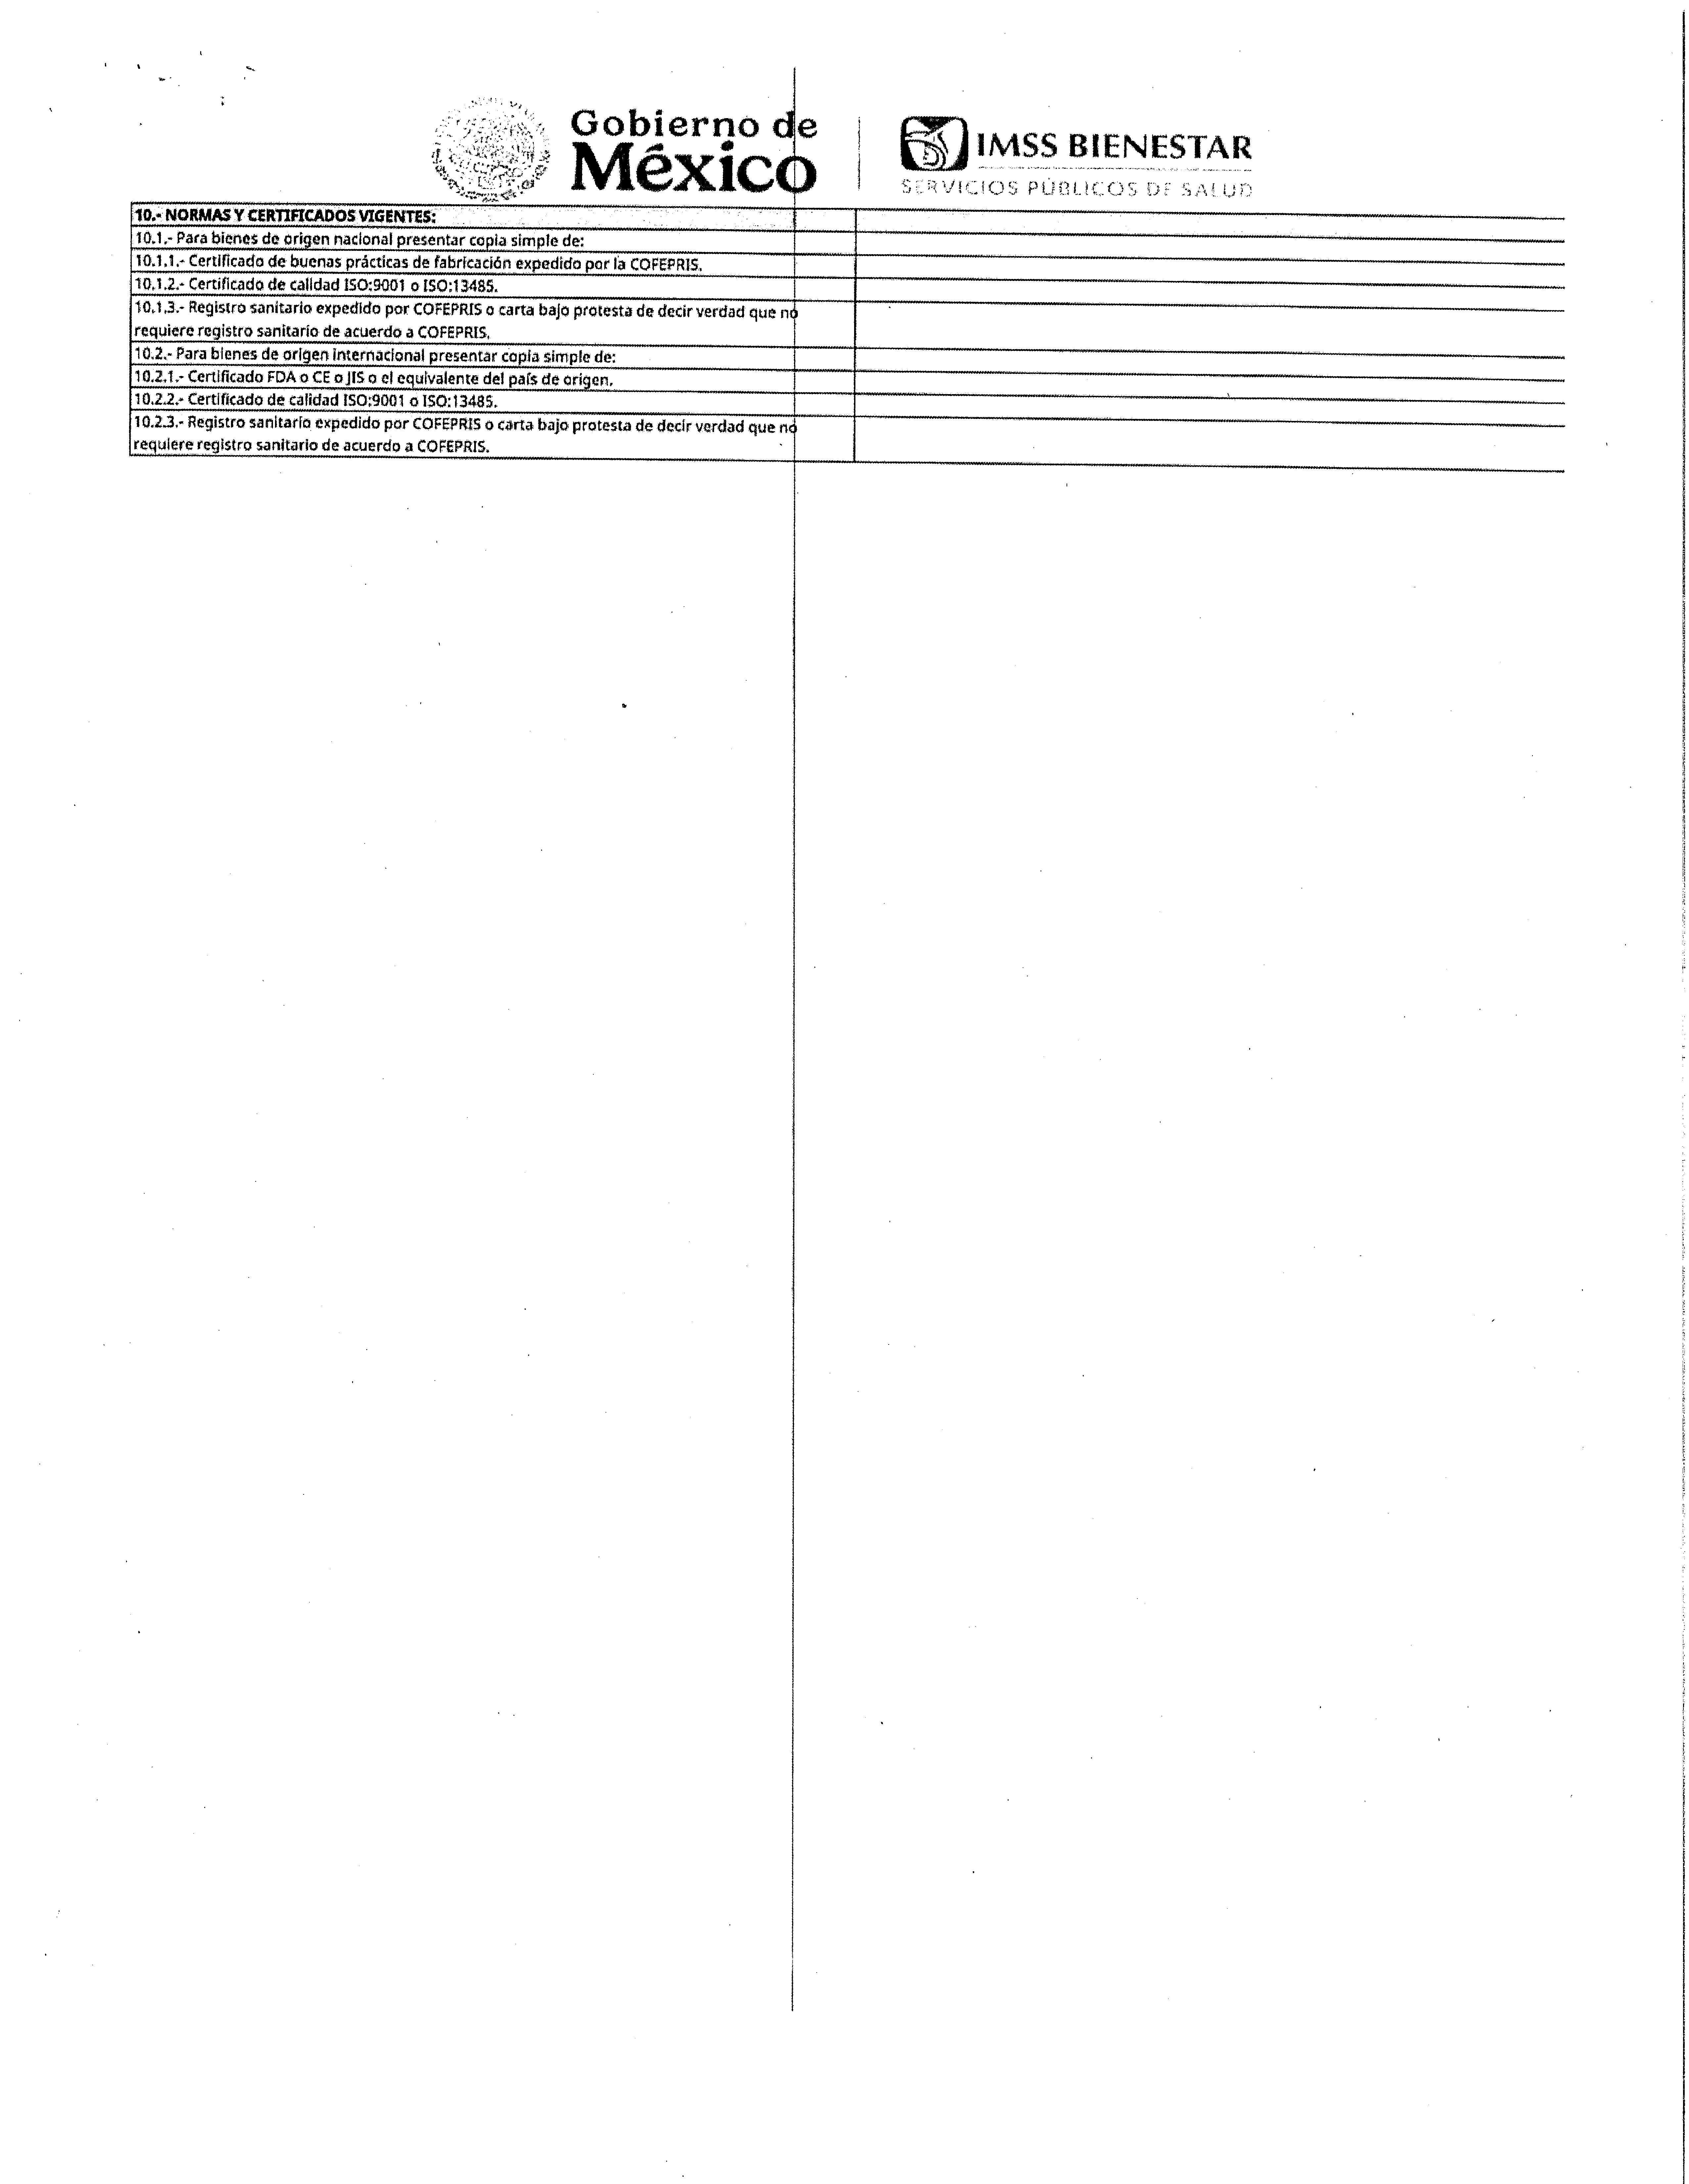 Gobierno de
México
IMSS BIENESTAR
SERVICIOS PÚBLICOS DE SALUD
10.- NORMAS Y CERTIFICADOS VIGENTES:
10.1.- Para bienes de origen nacional presentar copia simple de:
10.1.1.- Certificado de buenas prácticas de fabricación expedido por la COFEPRIS.
10.1.2.- Certificado de calidad ISO:9001 o ISO:13485.
10.1.3.- Registro sanitario expedido por COFEPRIS o carta bajo protesta de decir verdad que no
requiere registro sanitario de acuerdo a COFEPRIS.
10.2.- Para bienes de origen internacional presentar copia simple de:
10.2.1.- Certificado FDA o CE o JIS o el equivalente del país de origen.
10.2.2.- Certificado de calidad ISO:9001 o ISO:13485.
10.2.3.- Registro sanitario expedido por COFEPRIS o carta bajo protesta de decir verdad que no
requiere registro sanitario de acuerdo a COFEPRIS.